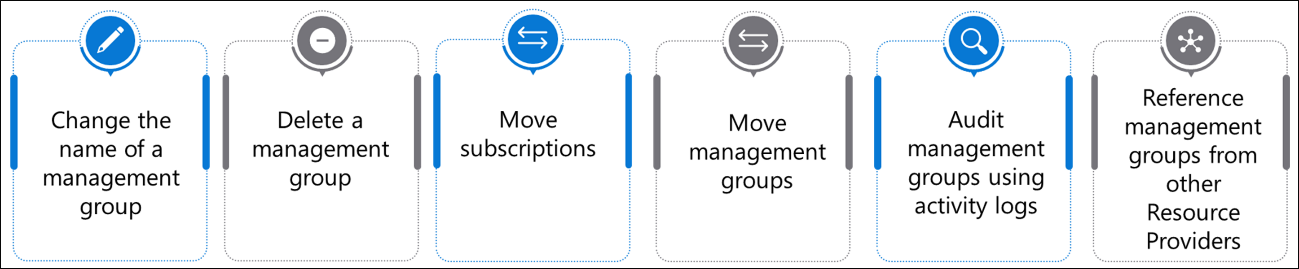 Change the
name of a
management
group
Delete a
management
group
Move
subscriptions
Move
management
groups
Audit
management
groups using
activity logs
Reference
management
groups from
other
Resource
Providers